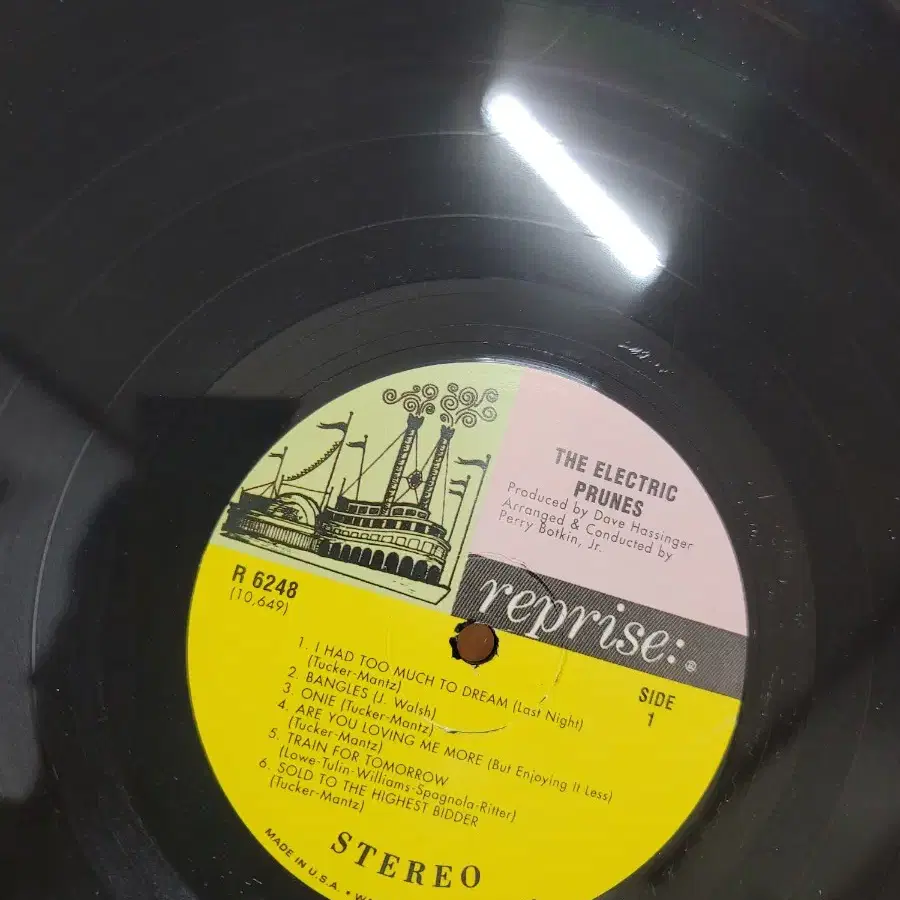 THE ELECTRIC
PRUNES
Produced by Dave Hassinger
Arranged & Conducted by
Perry Botkin, Jr.
reprise:®
R 6248
(10,649)
SIDE
1
1. I HAD TOO MUCH TO DREAM (Last Night)
(Tucker-Mantz)
2. BANGLES (J. Walsh)
3. ONIE (Tucker-Mantz)
4. ARE YOU LOVING ME MORE (But Enjoying It Less)
(Tucker-Mantz)
5. TRAIN FOR TOMORROW
(Lowe-Tulin-Williams-Spagnola-Ritter)
6. SOLD TO THE HIGHEST BIDDER
(Tucker-Mantz)
STEREO
MADE IN U.S.A. •